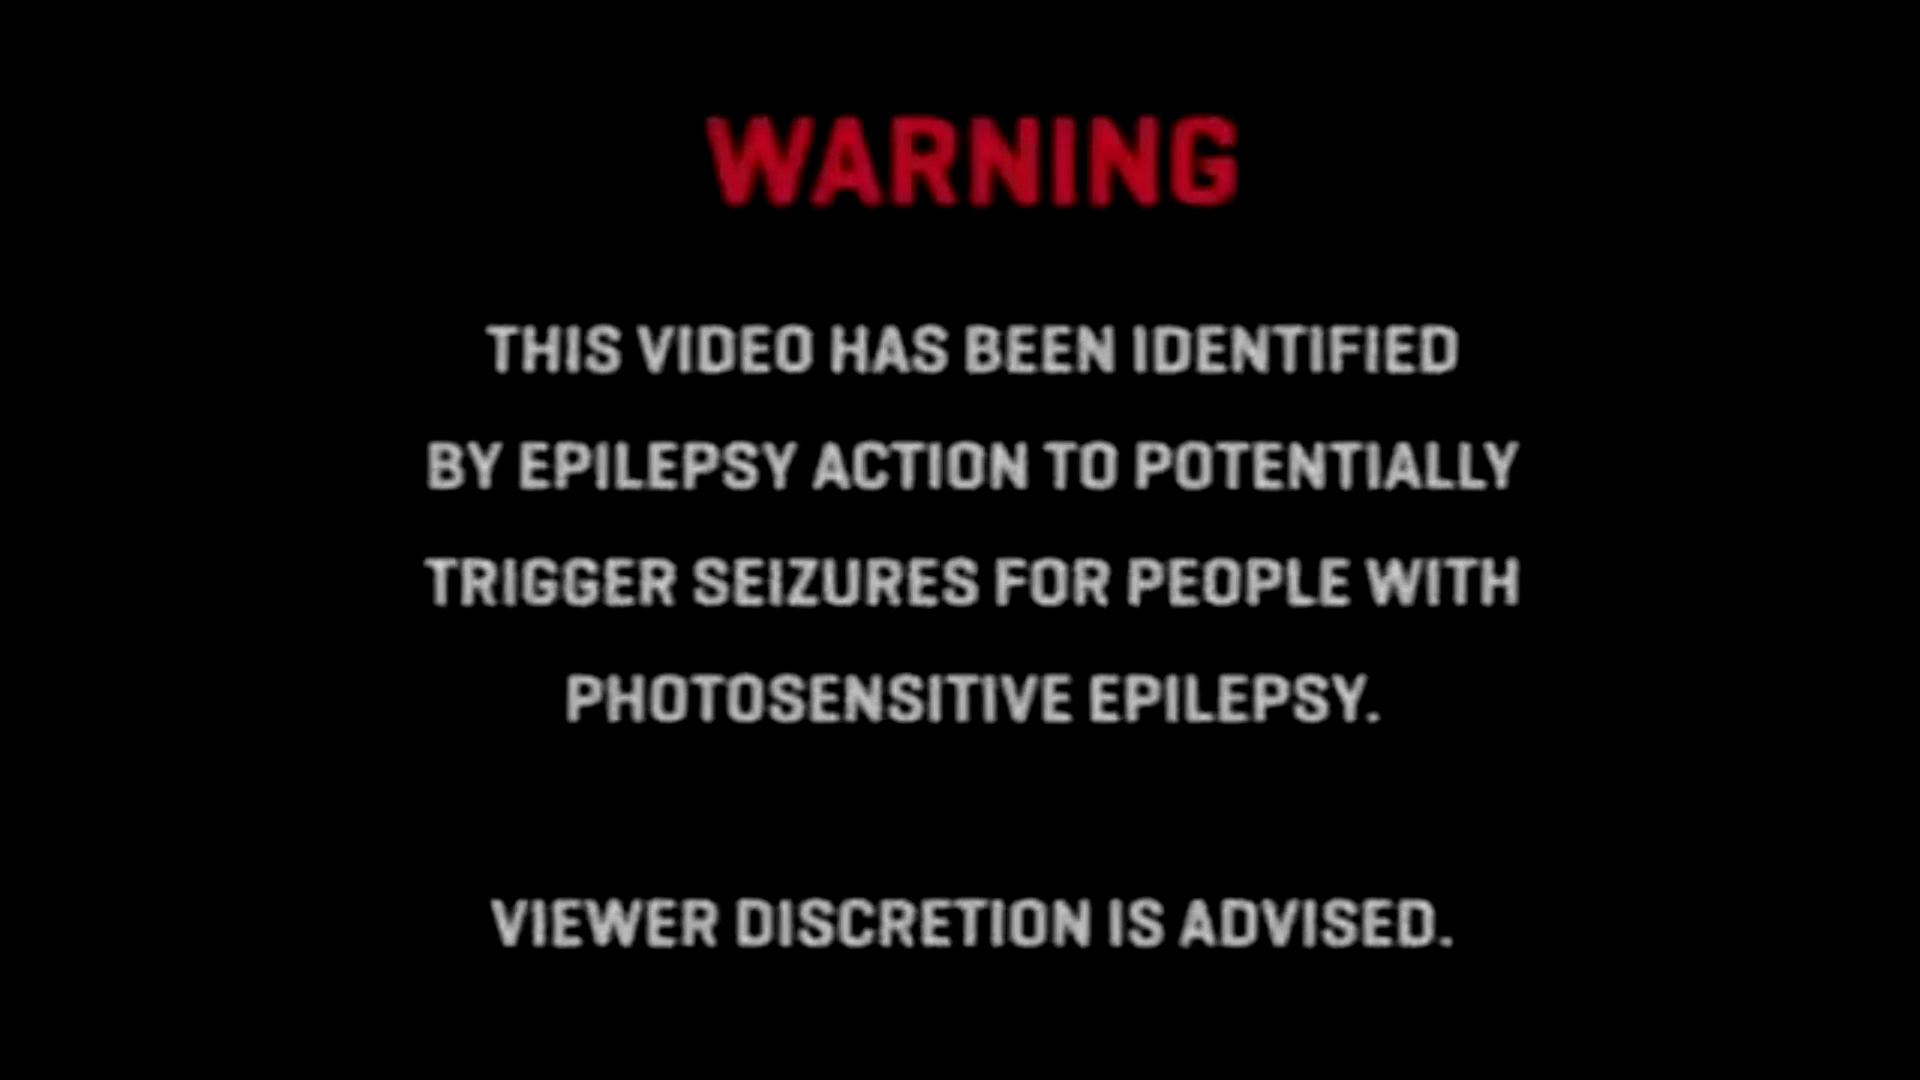 WARNING
THIS VIDEO HAS BEEN IDENTIFIED
BY EPILEPSY ACTION TO POTENTIALLY
TRIGGER SEIZURES FOR PEOPLE WITH
PHOTOSENSITIVE EPILEPSY.
VIEWER DISCRETION IS ADVISED.